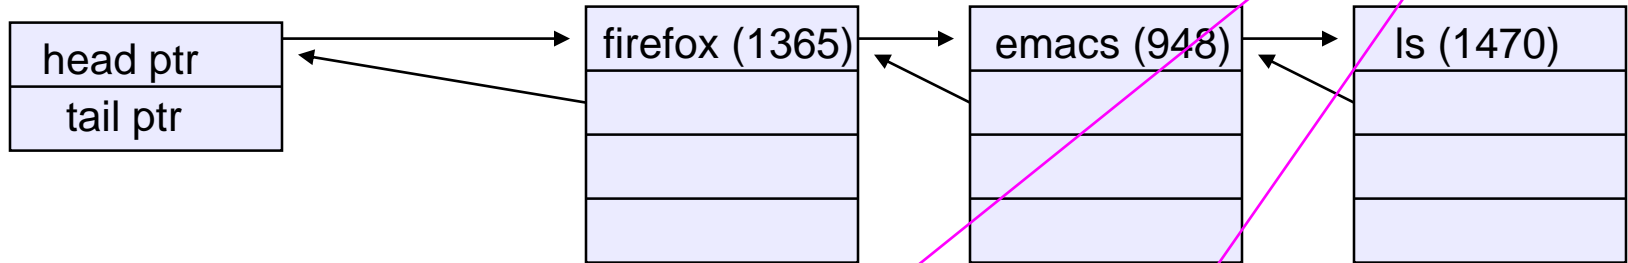 head ptr
tail ptr
firefox (1365)
emacs (948)
ls (1470)